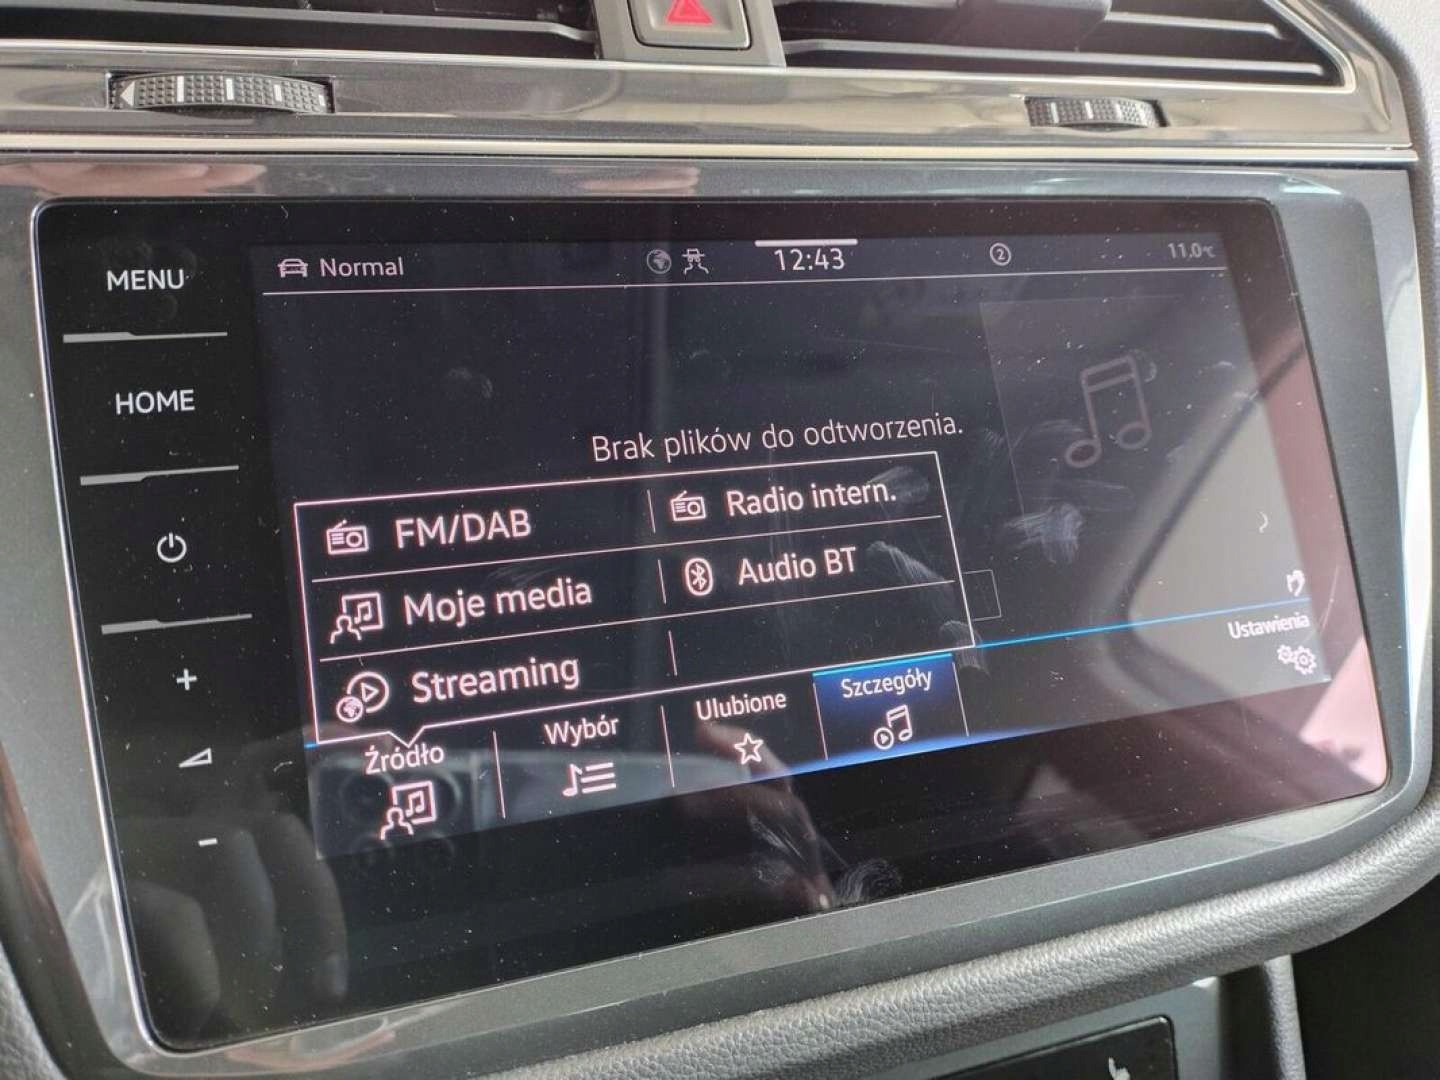 MENU
HOME
+
-
Normal
12:43
2
11.0°C
Brak plików do odtworzenia.
FM/DAB
Radio intern.
Moje media
Audio BT
Streaming
Źródło
Wybór
Ulubione
Szczegóły
Ustawienia